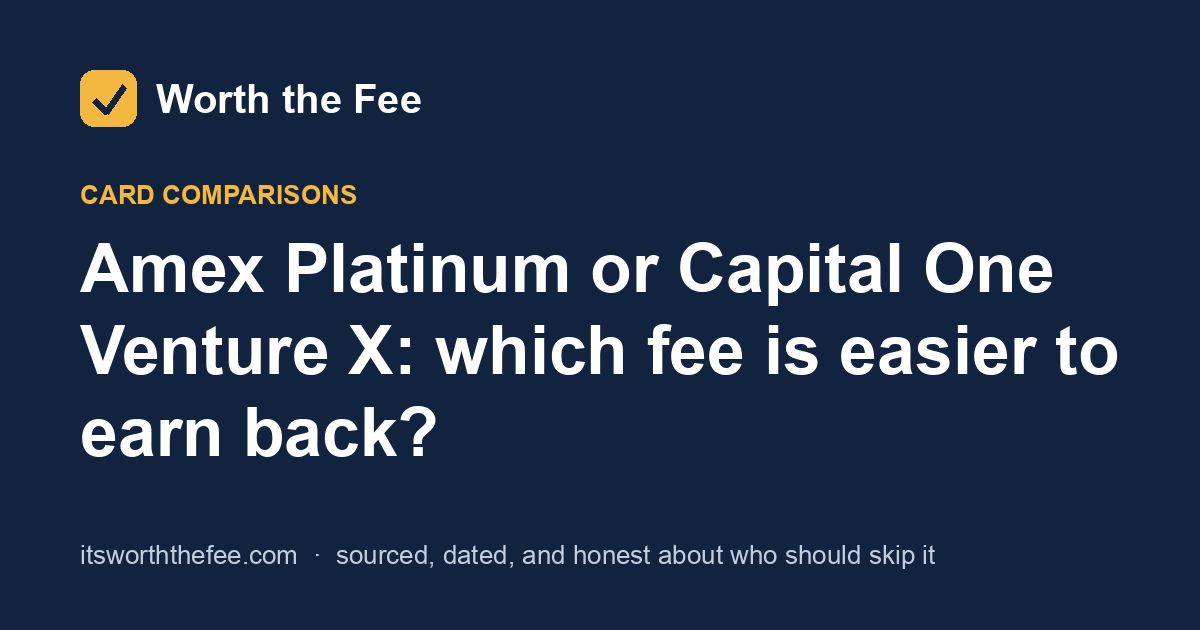 Worth the Fee
CARD COMPARISONS
Amex Platinum or Capital One
Venture X: which fee is easier to
earn back?
itsworththefee.com · sourced, dated, and honest about who should skip it